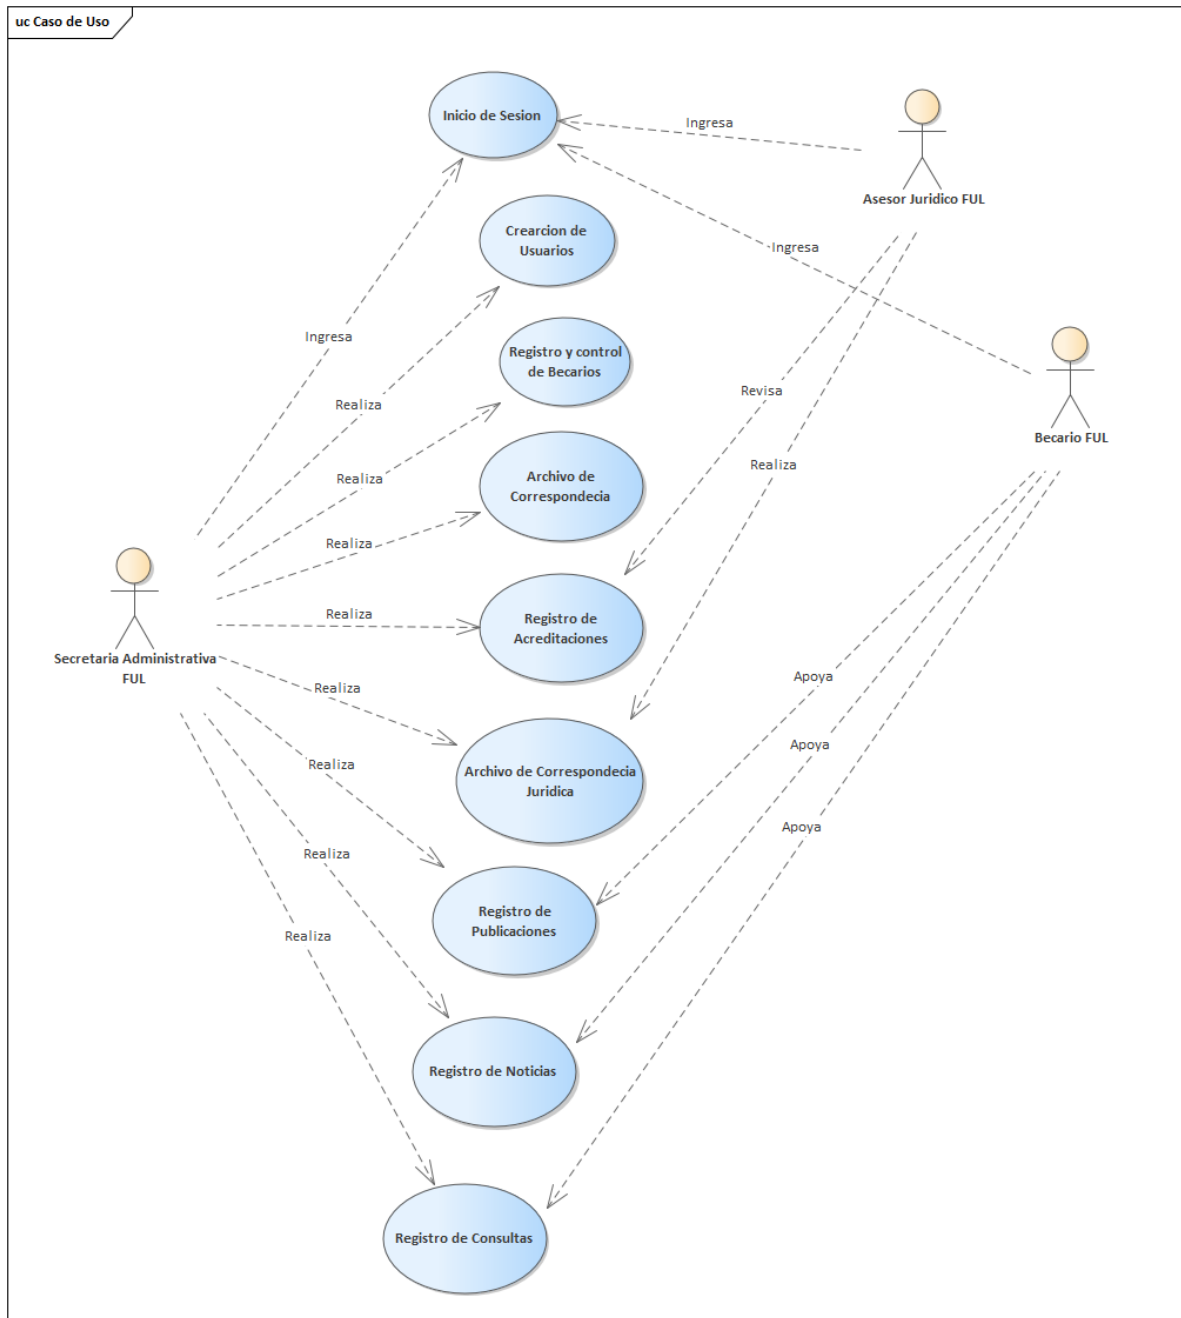 uc Caso de Uso
Inicio de Sesion
Ingresa
Asesor Juridico FUL
Crearcion de
Usuarios
Ingresa
Ingresa
Registro y control
de Becarios
Realiza
Revisa
Becario FUL
Realiza
Realiza
Archivo de
Correspondecia
Realiza
Realiza
Registro de
Acreditaciones
Secretaria Administrativa
FUL
Realiza
Apoya
Archivo de Correspondecia
Juridica
Realiza
Apoya
Apoya
Realiza
Registro de
Publicaciones
Realiza
Registro de Noticias
Registro de Consultas